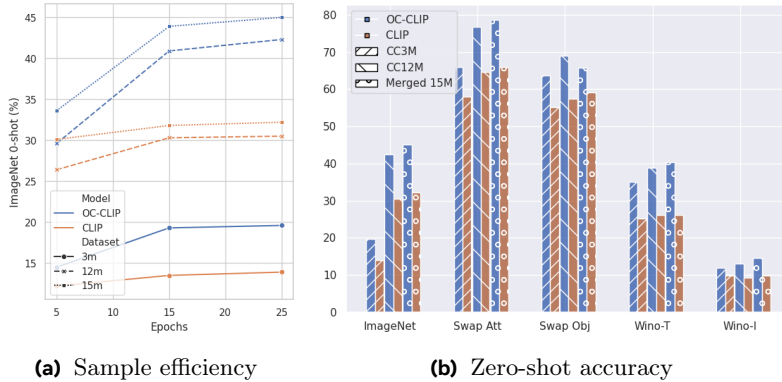 45
40
35
30
25
20
15
ImageNet 0-shot (%)
Model
OC-CLIP
CLIP
Dataset
3m
12m
15m
5 10 15 20 25
Epochs
(a) Sample efficiency
80
70
60
50
40
30
20
10
0
OC-CLIP
CLIP
CC3M
CC12M
Merged 15M
ImageNet Swap Att Swap Obj Wino-T Wino-I
(b) Zero-shot accuracy